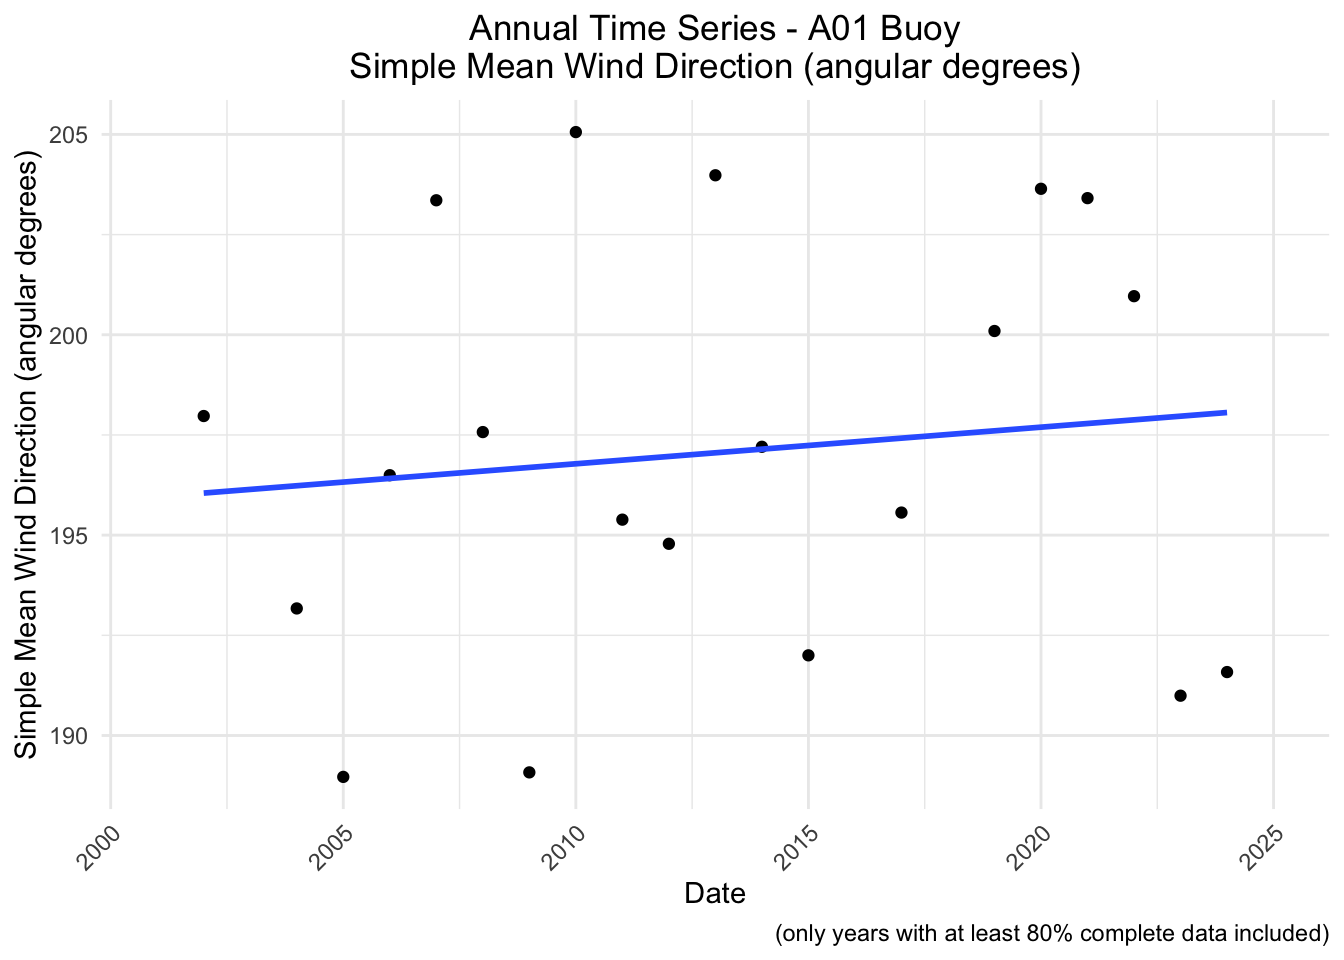 Annual Time Series - A01 Buoy
Simple Mean Wind Direction (angular degrees)
Simple Mean Wind Direction (angular degrees)
205
200
195
190
2000
2005
2010
2015
2020
2025
Date
(only years with at least 80% complete data included)